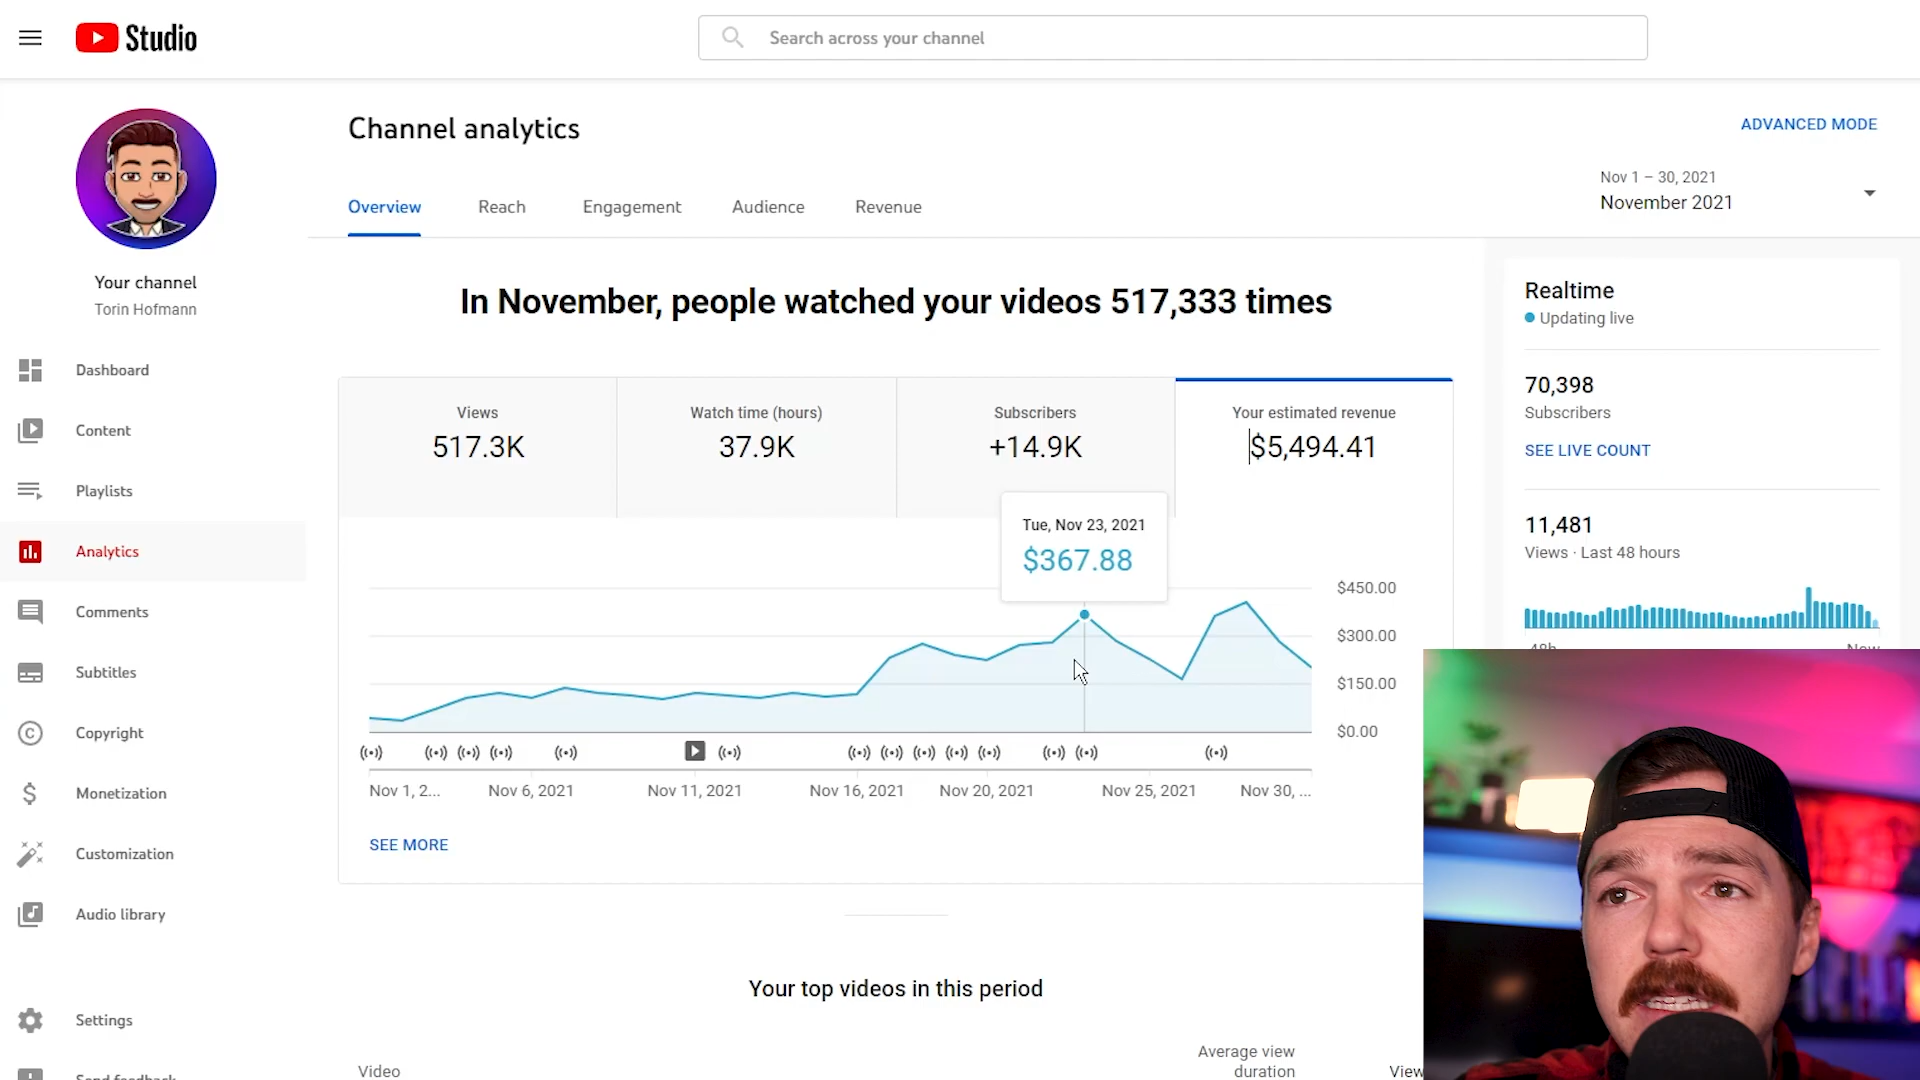 Studio
Search across your channel
Channel analytics
ADVANCED MODE
Nov 1 – 30, 2021
November 2021
Overview
Reach
Engagement
Audience
Revenue
Your channel
Torin Hofmann
Dashboard
Content
Playlists
Analytics
Comments
Subtitles
Copyright
Monetization
Customization
Audio library
Settings
Send feedback
In November, people watched your videos 517,333 times
Views
517.3K
Watch time (hours)
37.9K
Subscribers
+14.9K
Your estimated revenue
$5,494.41
Tue, Nov 23, 2021
$367.88
$450.00
$300.00
$150.00
$0.00
Nov 1, 2...
Nov 6, 2021
Nov 11, 2021
Nov 16, 2021
Nov 20, 2021
Nov 25, 2021
Nov 30, ...
SEE MORE
Your top videos in this period
Video
Average view
duration
View
Realtime
Updating live
70,398
Subscribers
SEE LIVE COUNT
11,481
Views · Last 48 hours
48h
Now